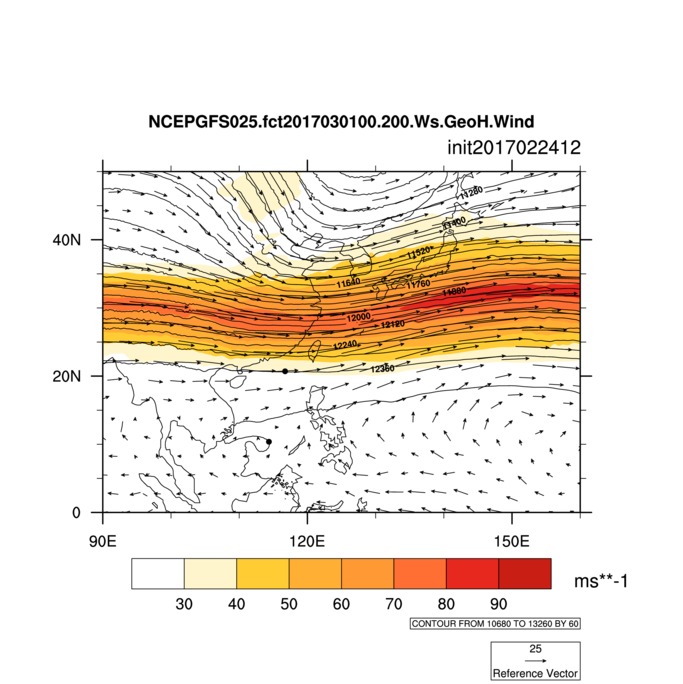 NCEPGFS025.fct2017030100.200.Ws.GeoH.Wind
init2017022412
11280
11400
40N
11520
11640
11760
11880
12000
12120
12240
12360
20N
0
90E 120E 150E
ms**-1
30 40 50 60 70 80 90
CONTOUR FROM 10680 TO 13260 BY 60
25
Reference Vector